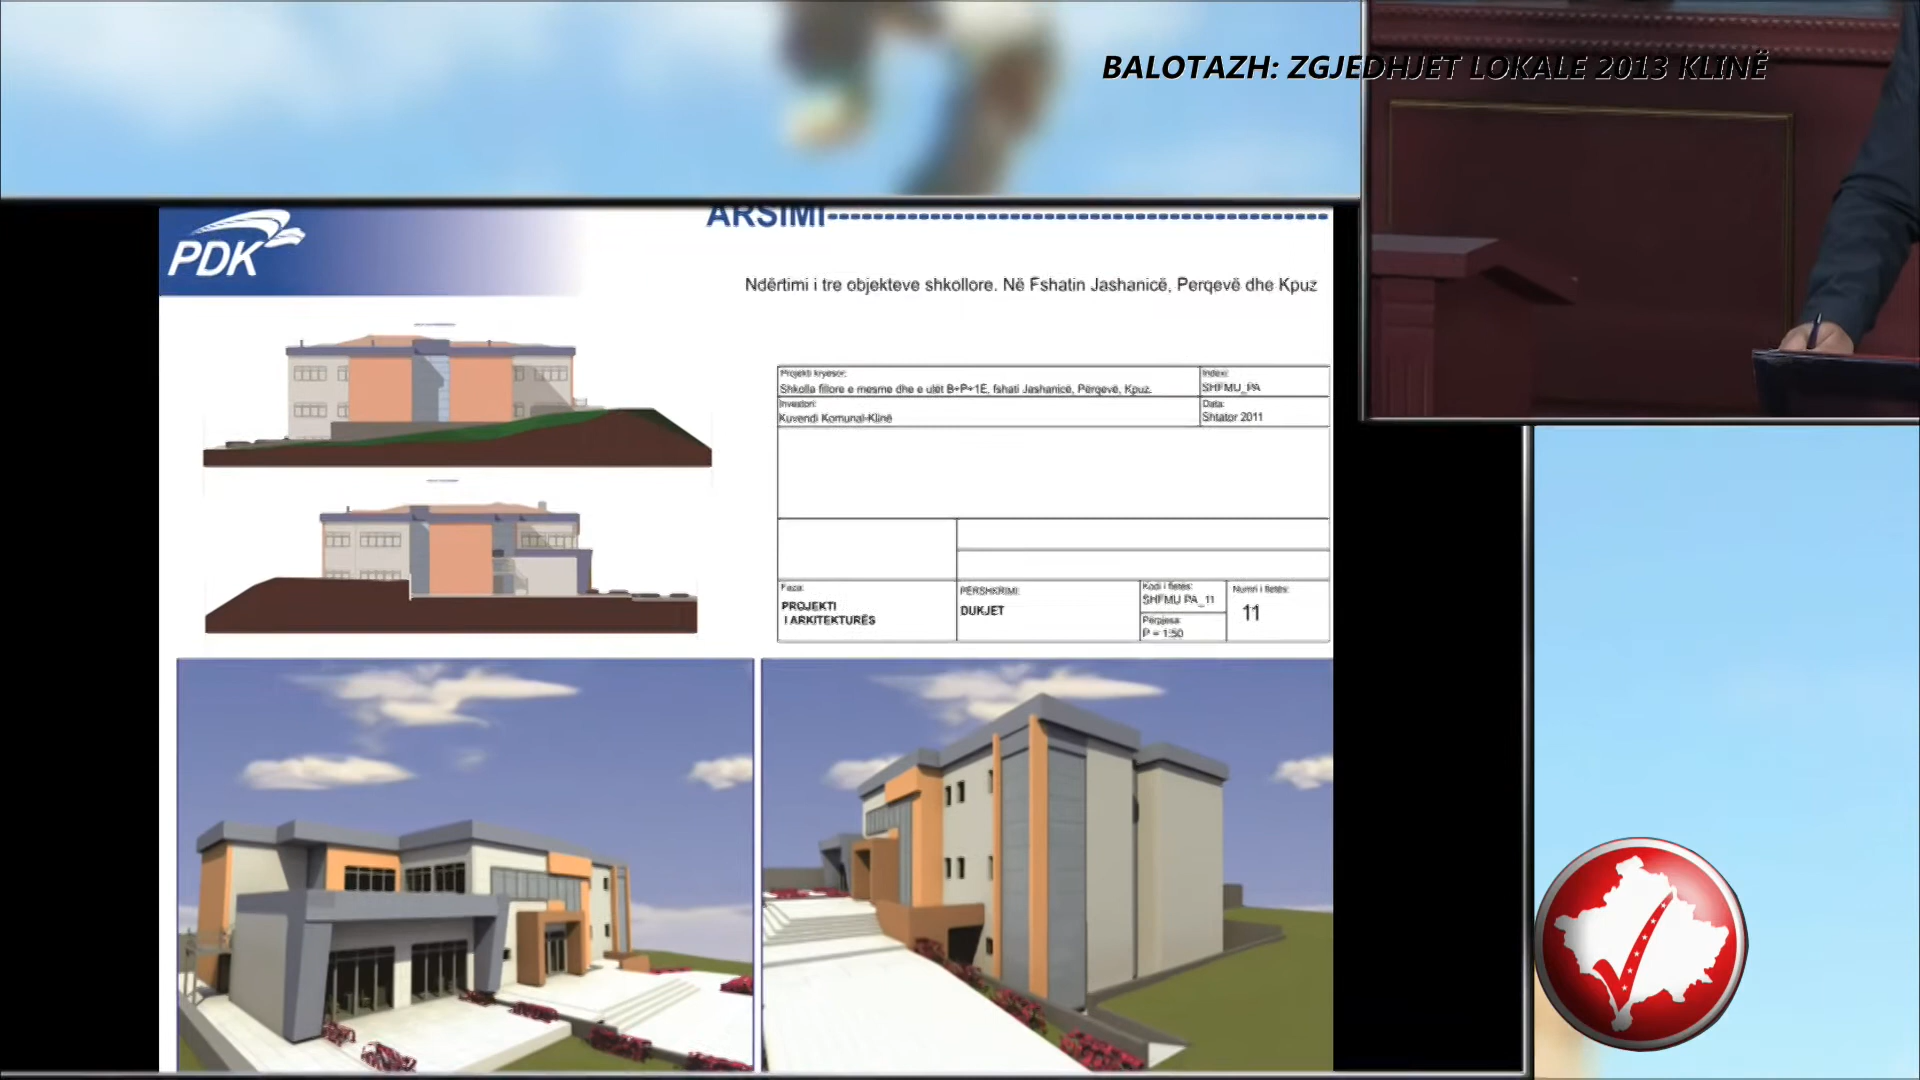 BALOTAZH: ZGJEDHJET LOKALE 2013 KLINË
PDK
ARSIMI
Ndërtimi i tre objekteve shkollore. Në Fshatin Jashanicë, Perqevë dhe Kpuz
Projekti kryesor:
Shkolla fillore e mesme dhe e ulët B+P+1E, fshati Jashanicë, Përqevë, Kpuz.
Indexi:
SHFMU_PA
Investitori:
Kuvendi Komunal-Klinë
Data:
Shtator 2011
Faza:
PROJEKTI
I ARKITEKTURËS
PËRSHKRIMI:
DUKJET
Kodi i fletës:
SHFMU PA_11
Përpjesa:
P = 1:50
Numri i fletës:
11